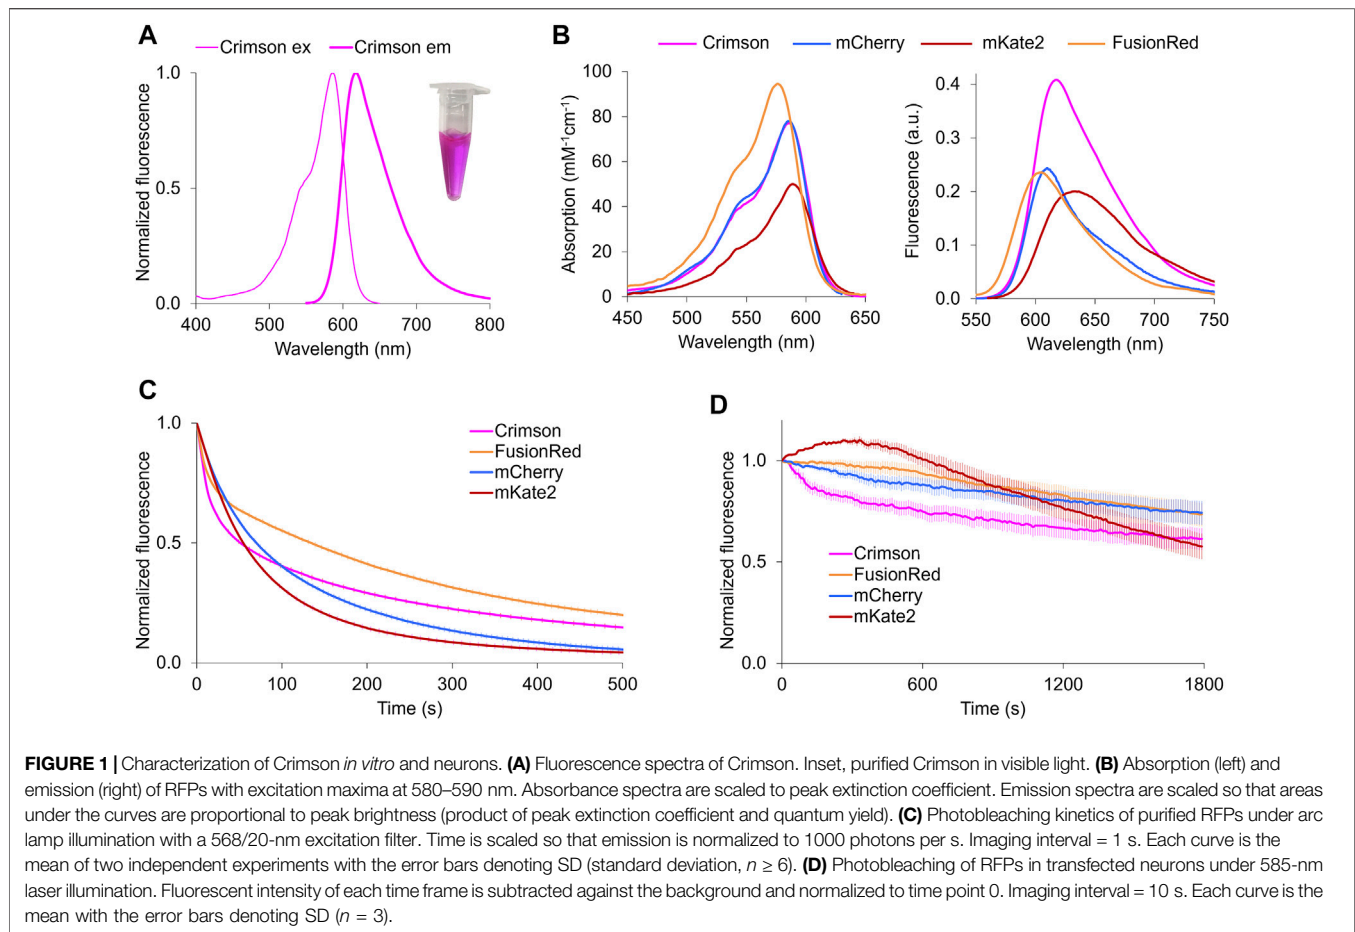 A
Crimson ex
Crimson em
Normalized fluorescence
1.0
0.5
0.0
400 500 600 700 800
Wavelength (nm)
B
Crimson
mCherry
mKate2
FusionRed
Absorption (mM-1cm-1)
100
80
60
40
20
0
450 500 550 600 650
Wavelength (nm)
Fluorescence (a.u.)
0.4
0.3
0.2
0.1
0.0
550 600 650 700 750
Wavelength (nm)
C
Normalized fluorescence
1.0
0.5
0.0
Crimson
FusionRed
mCherry
mKate2
0 100 200 300 400 500
Time (s)
D
Normalized fluorescence
1.0
0.5
0.0
Crimson
FusionRed
mCherry
mKate2
0 600 1200 1800
Time (s)
FIGURE 1 | Characterization of Crimson in vitro and neurons. (A) Fluorescence spectra of Crimson. Inset, purified Crimson in visible light. (B) Absorption (left) and
emission (right) of RFPs with excitation maxima at 580–590 nm. Absorbance spectra are scaled to peak extinction coefficient. Emission spectra are scaled so that areas
under the curves are proportional to peak brightness (product of peak extinction coefficient and quantum yield). (C) Photobleaching kinetics of purified RFPs under arc
lamp illumination with a 568/20-nm excitation filter. Time is scaled so that emission is normalized to 1000 photons per s. Imaging interval = 1 s. Each curve is the
mean of two independent experiments with the error bars denoting SD (standard deviation, n ≥ 6). (D) Photobleaching of RFPs in transfected neurons under 585-nm
laser illumination. Fluorescent intensity of each time frame is subtracted against the background and normalized to time point 0. Imaging interval = 10 s. Each curve is the
mean with the error bars denoting SD (n = 3).